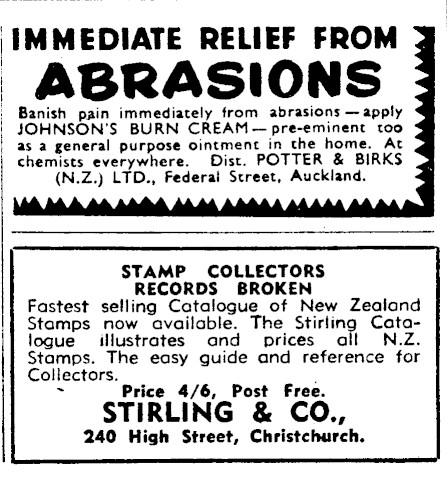 IMMEDIATE RELIEF FROM
ABRASIONS
Banish pain immediately from abrasions — apply
JOHNSON'S BURN CREAM — pre-eminent too
as a general purpose ointment in the home. At
chemists everywhere. Dist. POTTER & BIRKS
(N.Z.) LTD., Federal Street, Auckland.
STAMP COLLECTORS
RECORDS BROKEN
Fastest selling Catalogue of New Zealand
Stamps now available. The Stirling Cata-
logue illustrates and prices all N.Z.
Stamps. The easy guide and reference for
Collectors.
Price 4/6, Post Free.
STIRLING & CO.,
240 High Street, Christchurch.